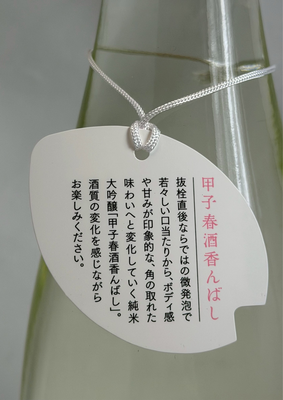 甲子春酒香んばし
抜栓直後ならではの微発泡で
若々しい口当たりから、ボディ感
や甘みが印象的な、角の取れた
味わいへと変化していく純米
大吟醸「甲子春酒香んばし」。
酒質の変化を感じながら
お楽しみください。